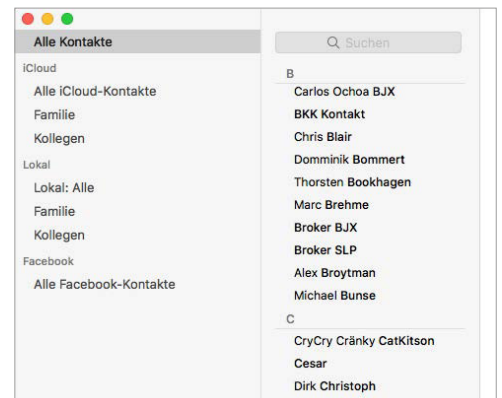 Alle Kontakte
iCloud
Alle iCloud-Kontakte
Familie
Kollegen
Lokal
Lokal: Alle
Familie
Kollegen
Facebook
Alle Facebook-Kontakte
Suchen
B
Carlos Ochoa BJX
BKK Kontakt
Chris Blair
Domminik Bommert
Thorsten Bookhagen
Marc Brehme
Broker BJX
Broker SLP
Alex Broytman
Michael Bunse
C
CryCry Cränky CatKitson
Cesar
Dirk Christoph